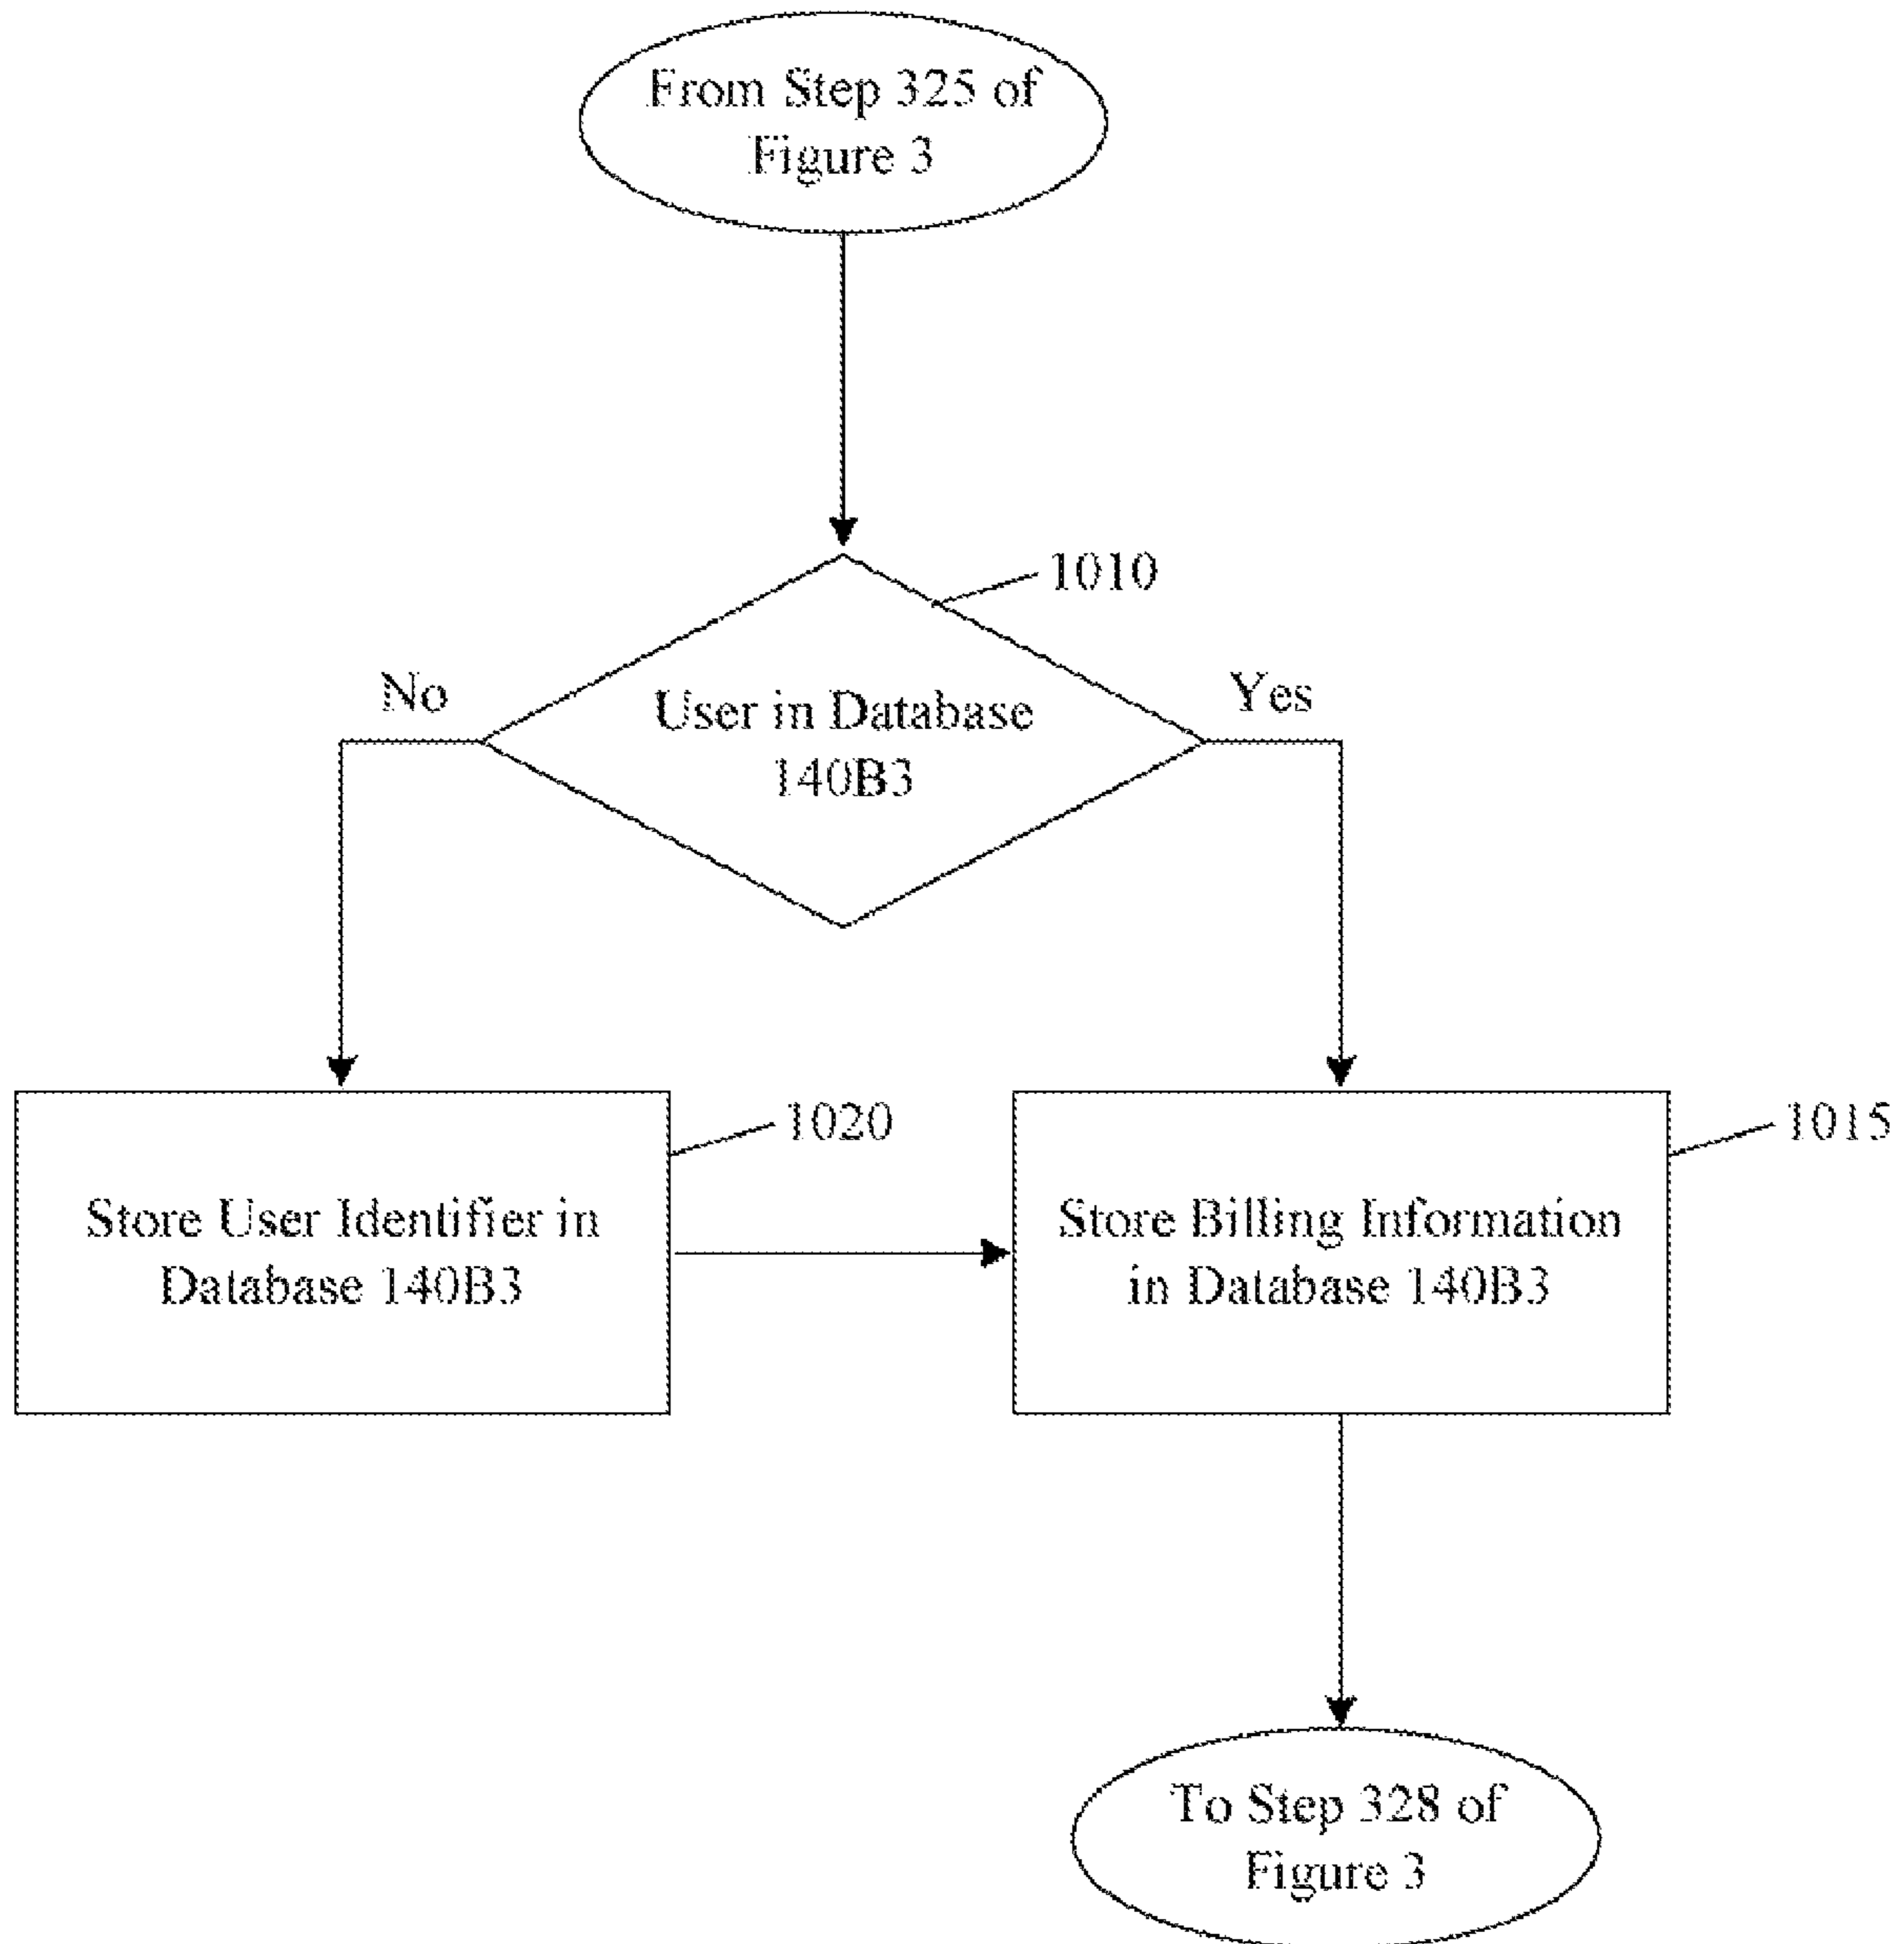 From Step 325 of
Figure 3
1010
No
Yes
User in Database
140B3
1020
1015
Store User Identifier in
Database 140B3
Store Billing Information
in Database 140B3
To Step 328 of
Figure 3